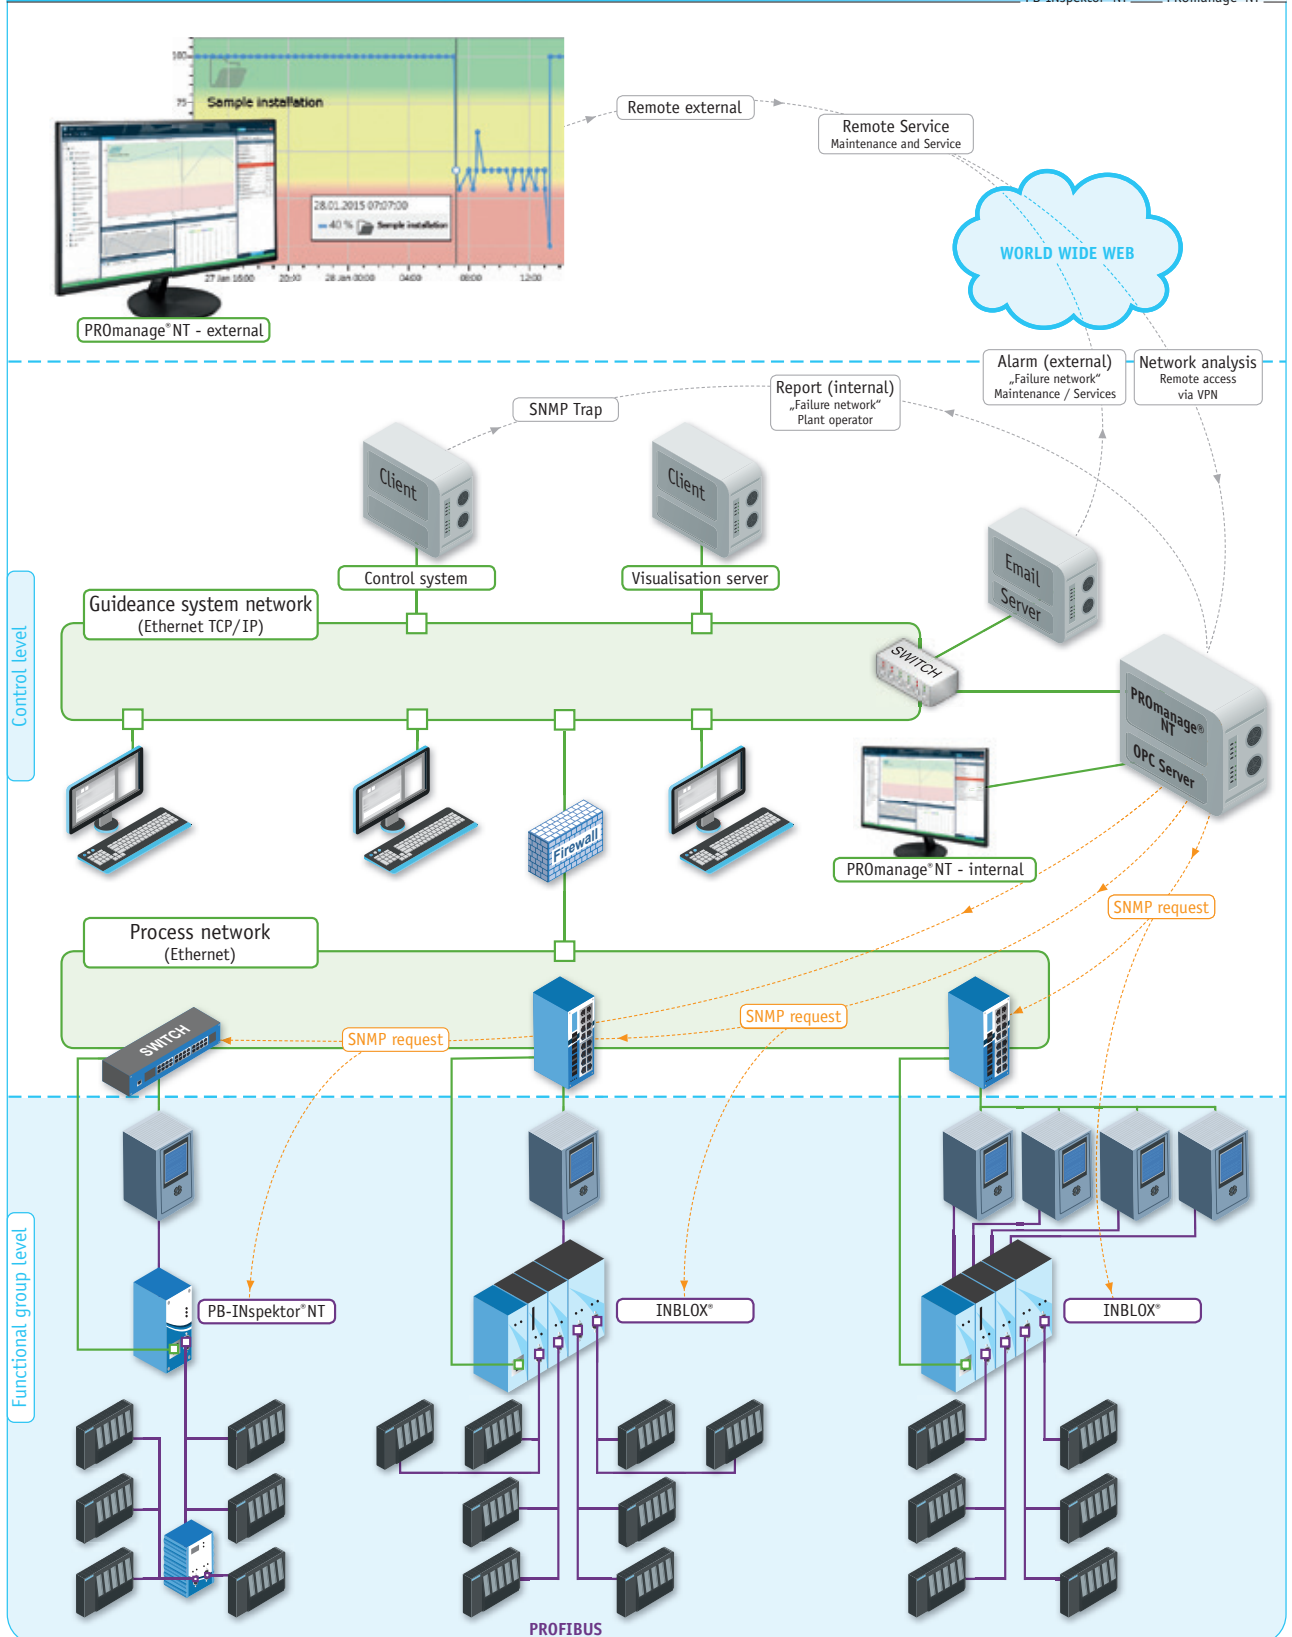 PB-INspektor® NT
PROmanage® NT
100
75
Sample installation
28.01.2015 07:07:00
40 % Sample installation
27 Jan 16:00
20:00
28 Jan 00:00
04:00
08:00
12:00
PROmanage® NT - external
Remote external
Remote Service
Maintenance and Service
WORLD WIDE WEB
Alarm (external)
„Failure network“
Maintenance / Services
Network analysis
Remote access
via VPN
Report (internal)
„Failure network“
Plant operator
SNMP Trap
Client
Client
Control system
Visualisation server
Email
Server
Control level
Guideance system network
(Ethernet TCP/IP)
SWITCH
PROmanage®
NT
OPC Server
Firewall
PROmanage® NT - internal
SNMP request
Process network
(Ethernet)
SNMP request
SNMP request
SWITCH
Functional group level
PB-INspektor® NT
INBLOX®
INBLOX®
PROFIBUS